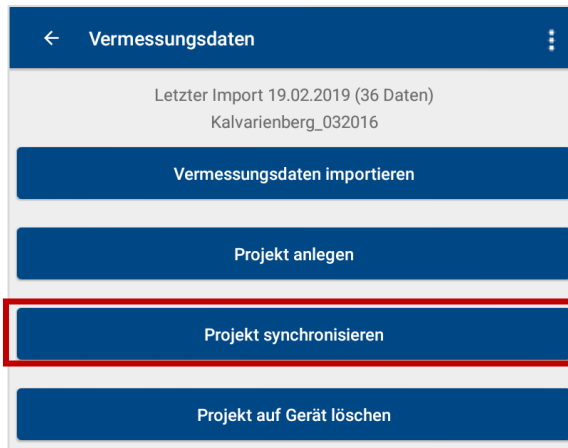 Vermessungsdaten
Letzter Import 19.02.2019 (36 Daten)
Kalvarienberg_032016
Vermessungsdaten importieren
Projekt anlegen
Projekt synchronisieren
Projekt auf Gerät löschen